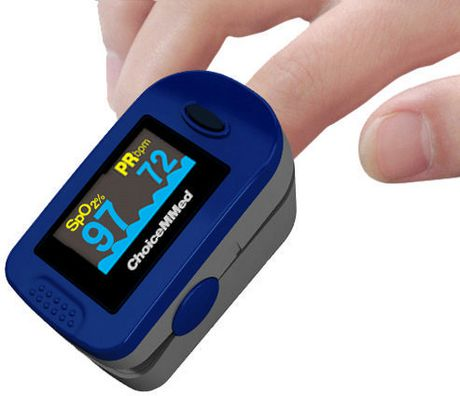 SpO2%
97
PRbpm
72
ChoiceMMed